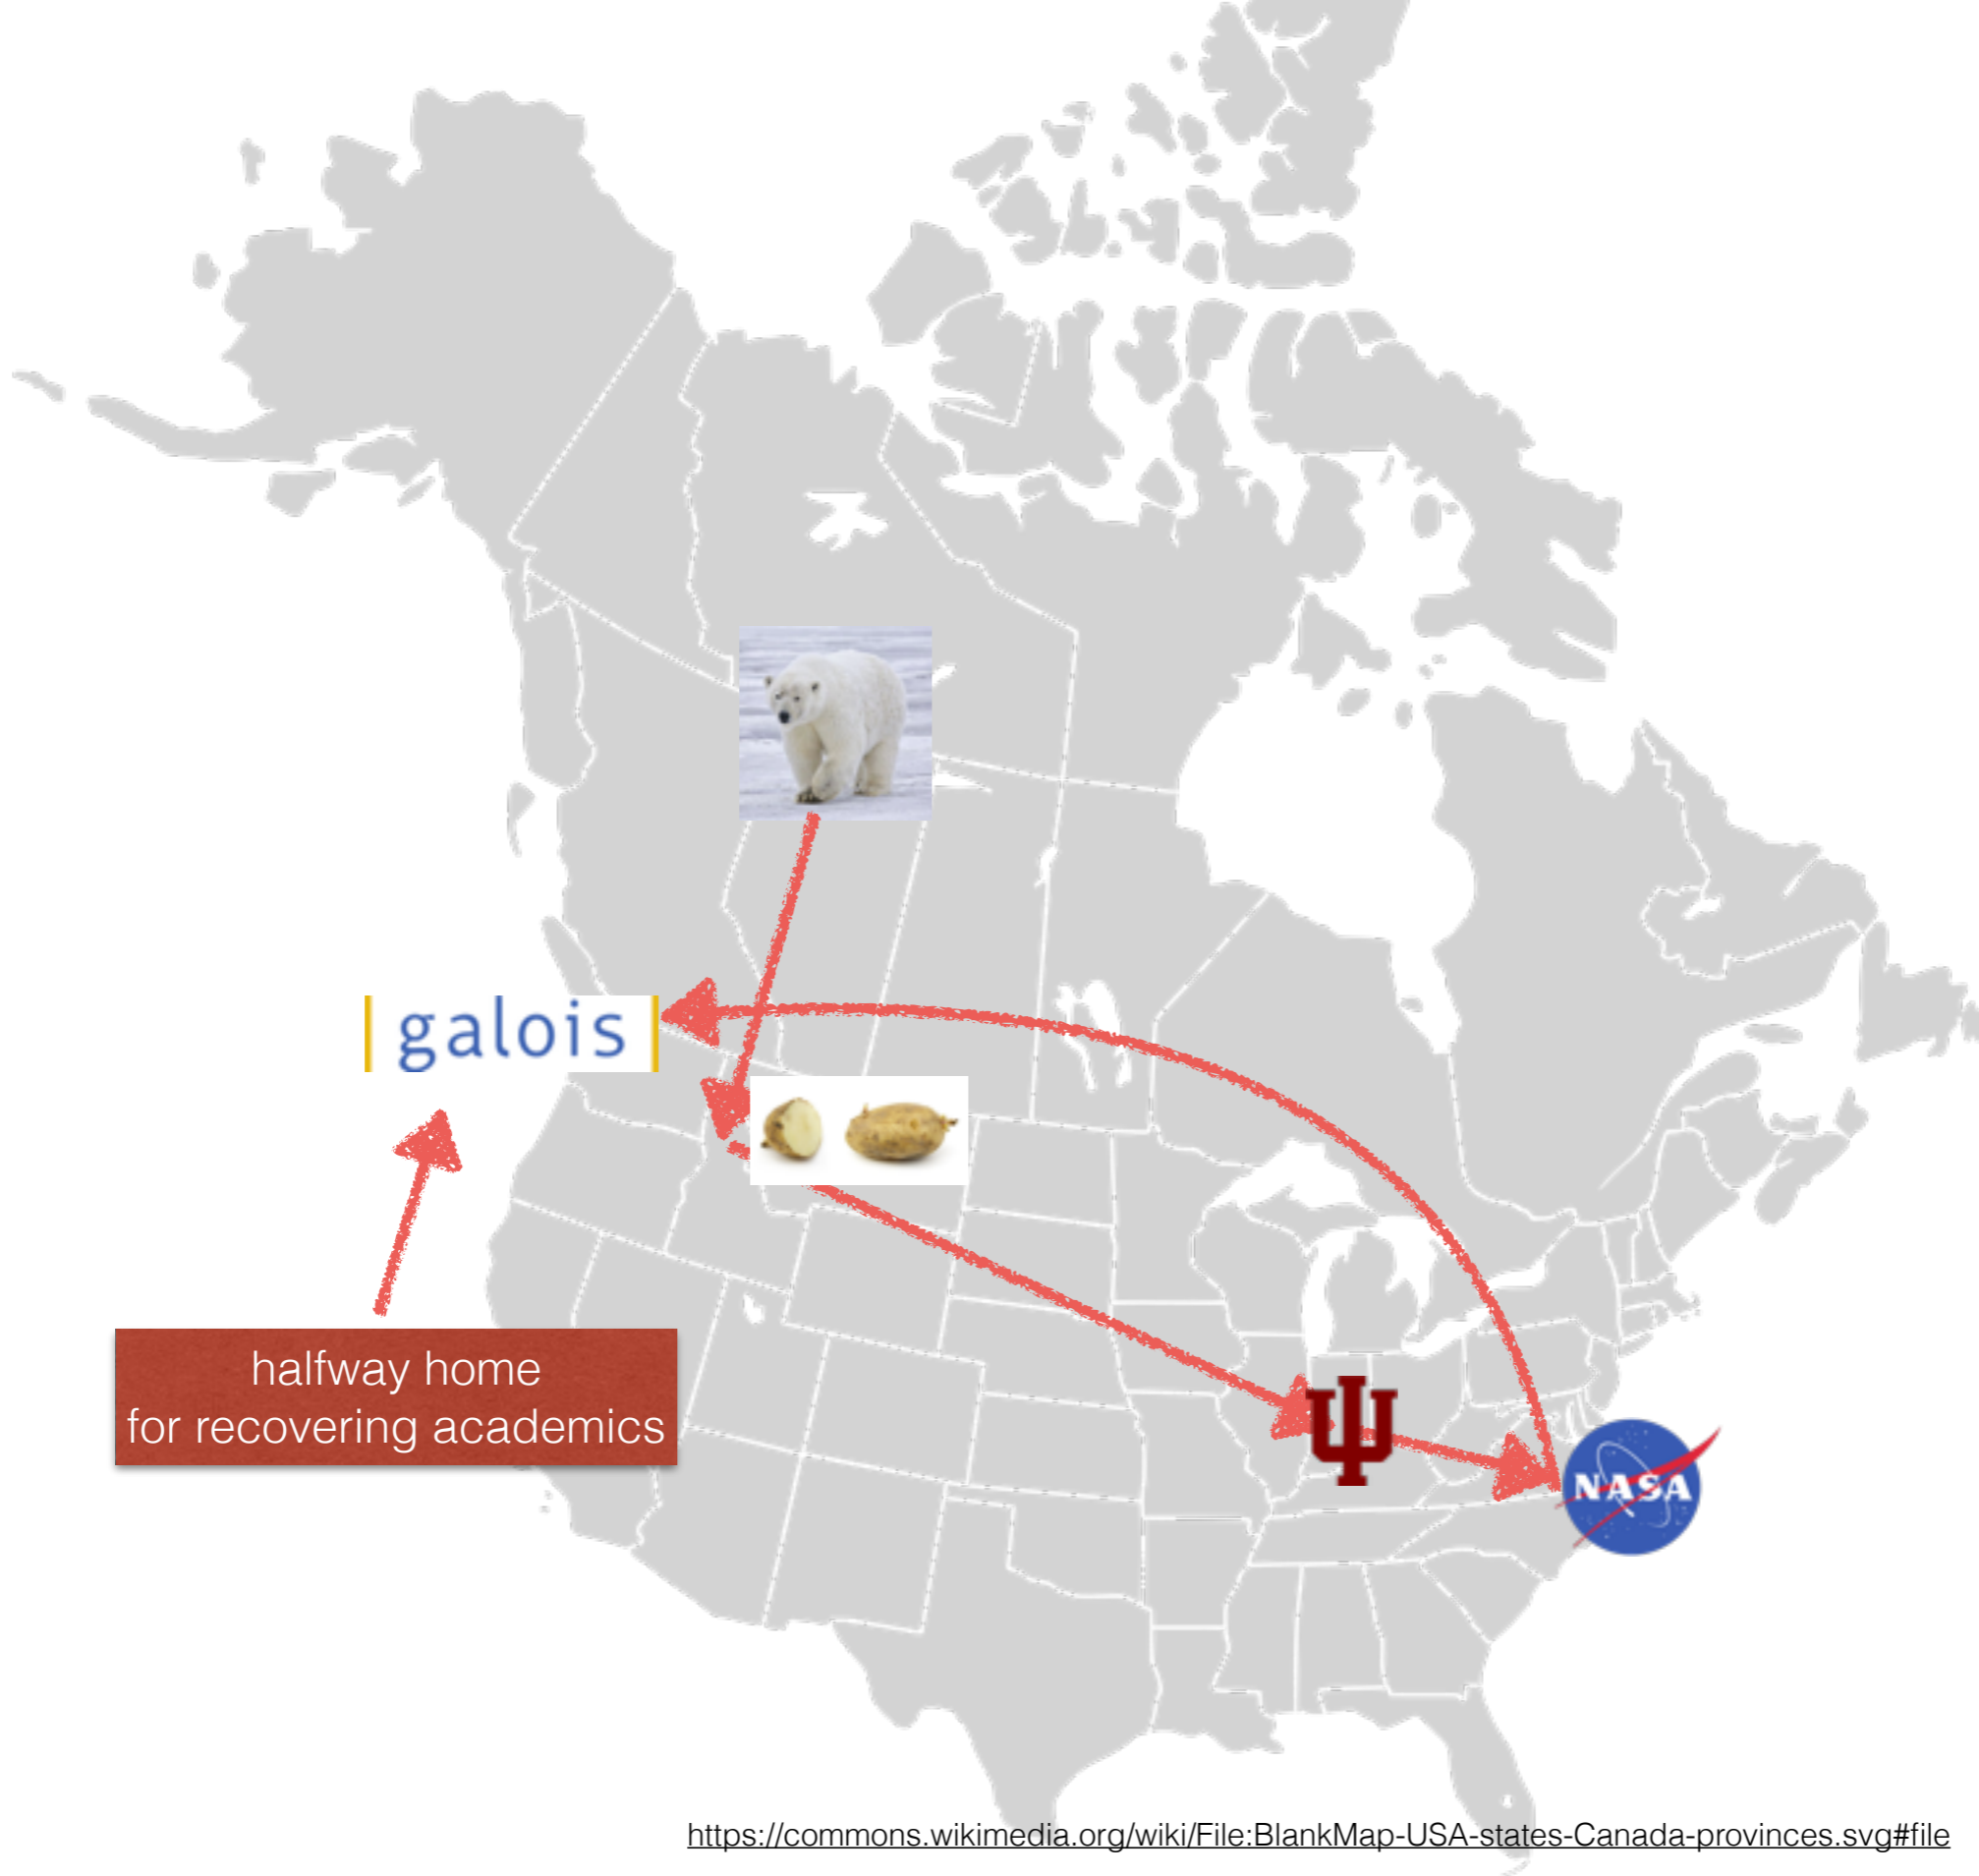 | galois |
halfway home
for recovering academics
NASA
https://commons.wikimedia.org/wiki/File:BlankMap-USA-states-Canada-provinces.svg#file